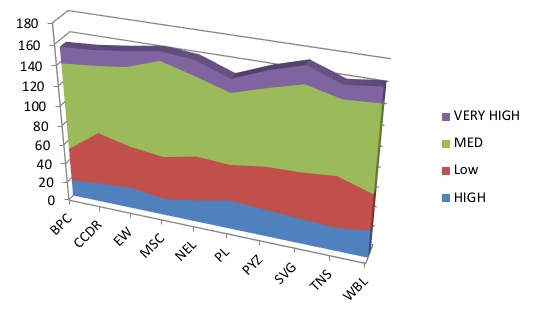 180
160
140
120
100
80
60
40
20
0
BPC
CCDR
EW
MSC
NEL
PL
PYZ
SVG
TNS
WBL
VERY HIGH
MED
Low
HIGH